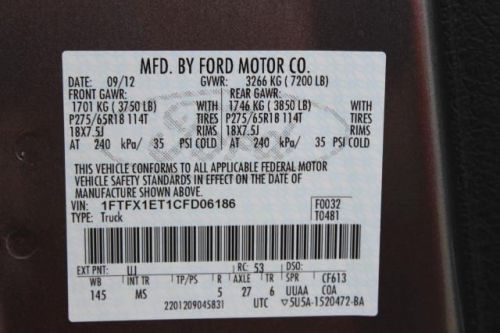 MFD. BY FORD MOTOR CO.
DATE: 09/12 GVWR: 3266 KG ( 7200 LB)
FRONT GAWR: REAR GAWR:
1701 KG ( 3750 LB) WITH 1746 KG ( 3850 LB) WITH
P275/65R18 114T TIRES P275/65R18 114T TIRES
18X7.5J RIMS 18X7.5J RIMS
AT 240 kPa/ 35 PSI COLD AT 240 kPa/ 35 PSI COLD
THIS VEHICLE CONFORMS TO ALL APPLICABLE FEDERAL MOTOR
VEHICLE SAFETY STANDARDS IN EFFECT ON THE DATE OF
MANUFACTURE SHOWN ABOVE.
VIN: 1FTFX1ET1CFD06186 F0032
TYPE: Truck T0481
EXT PNT: UJ RC: 53 DSO:
WB INT TR TP/PS R AXLE TR SPR CF613
145 MS 5 27 6 UUAA COA
2201209045831 UTC 5U5A-1520472-BA